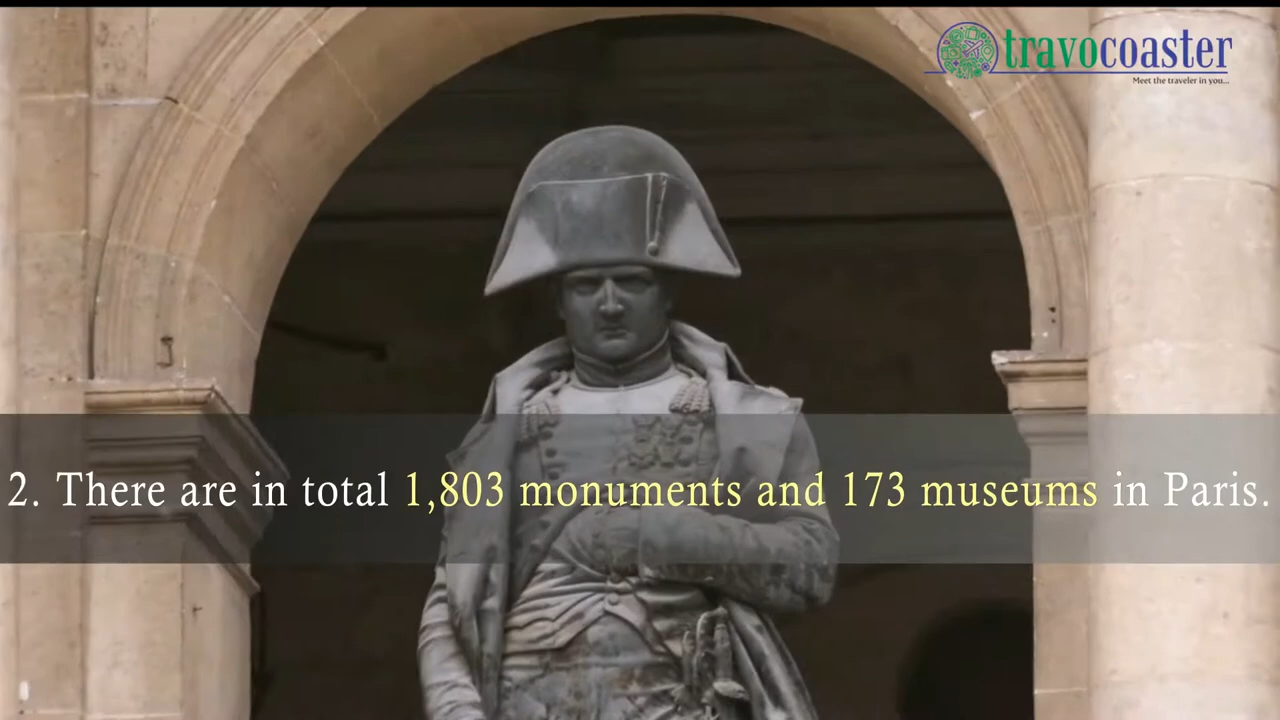 travocoaster
Meet the traveler in you...
2. There are in total 1,803 monuments and 173 museums in Paris.